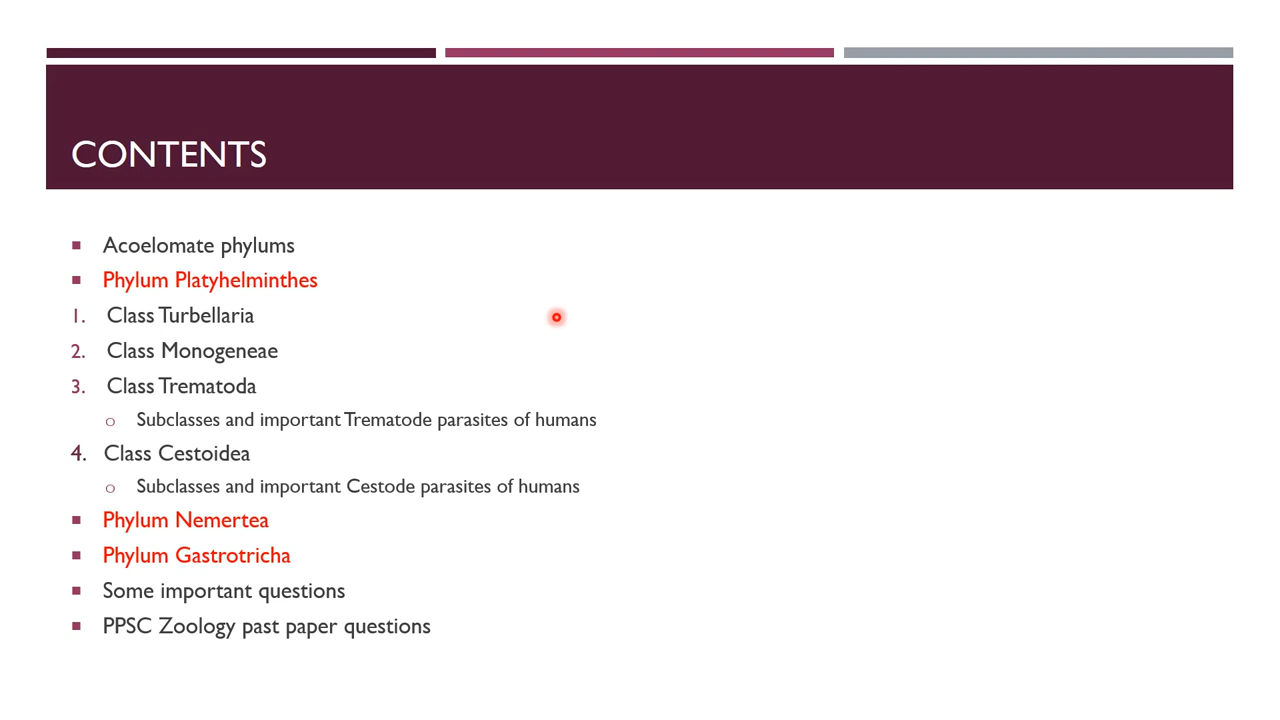 CONTENTS
Acoelomate phylums
Phylum Platyhelminthes
1. Class Turbellaria
2. Class Monogeneae
3. Class Trematoda
o Subclasses and important Trematode parasites of humans
4. Class Cestoidea
o Subclasses and important Cestode parasites of humans
Phylum Nemertea
Phylum Gastrotricha
Some important questions
PPSC Zoology past paper questions